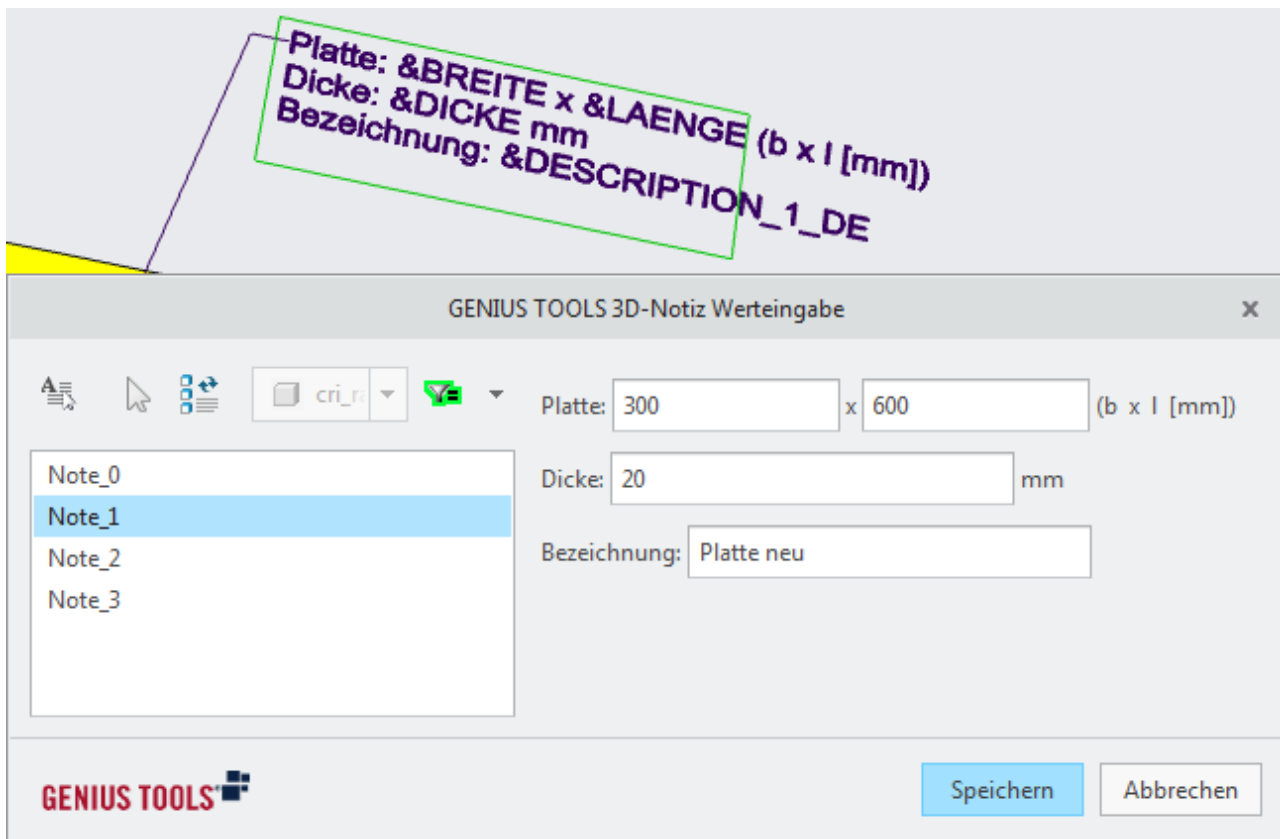 Platte: &BREITE x &LAENGE (b x l [mm])
Dicke: &DICKE mm
Bezeichnung: &DESCRIPTION_1_DE
GENIUS TOOLS 3D-Notiz Werteingabe
cri_r
Platte: 300 x 600 (b x l [mm])
Note_0
Dicke: 20 mm
Note_1
Bezeichnung: Platte neu
Note_2
Note_3
GENIUS TOOLS
Speichern Abbrechen